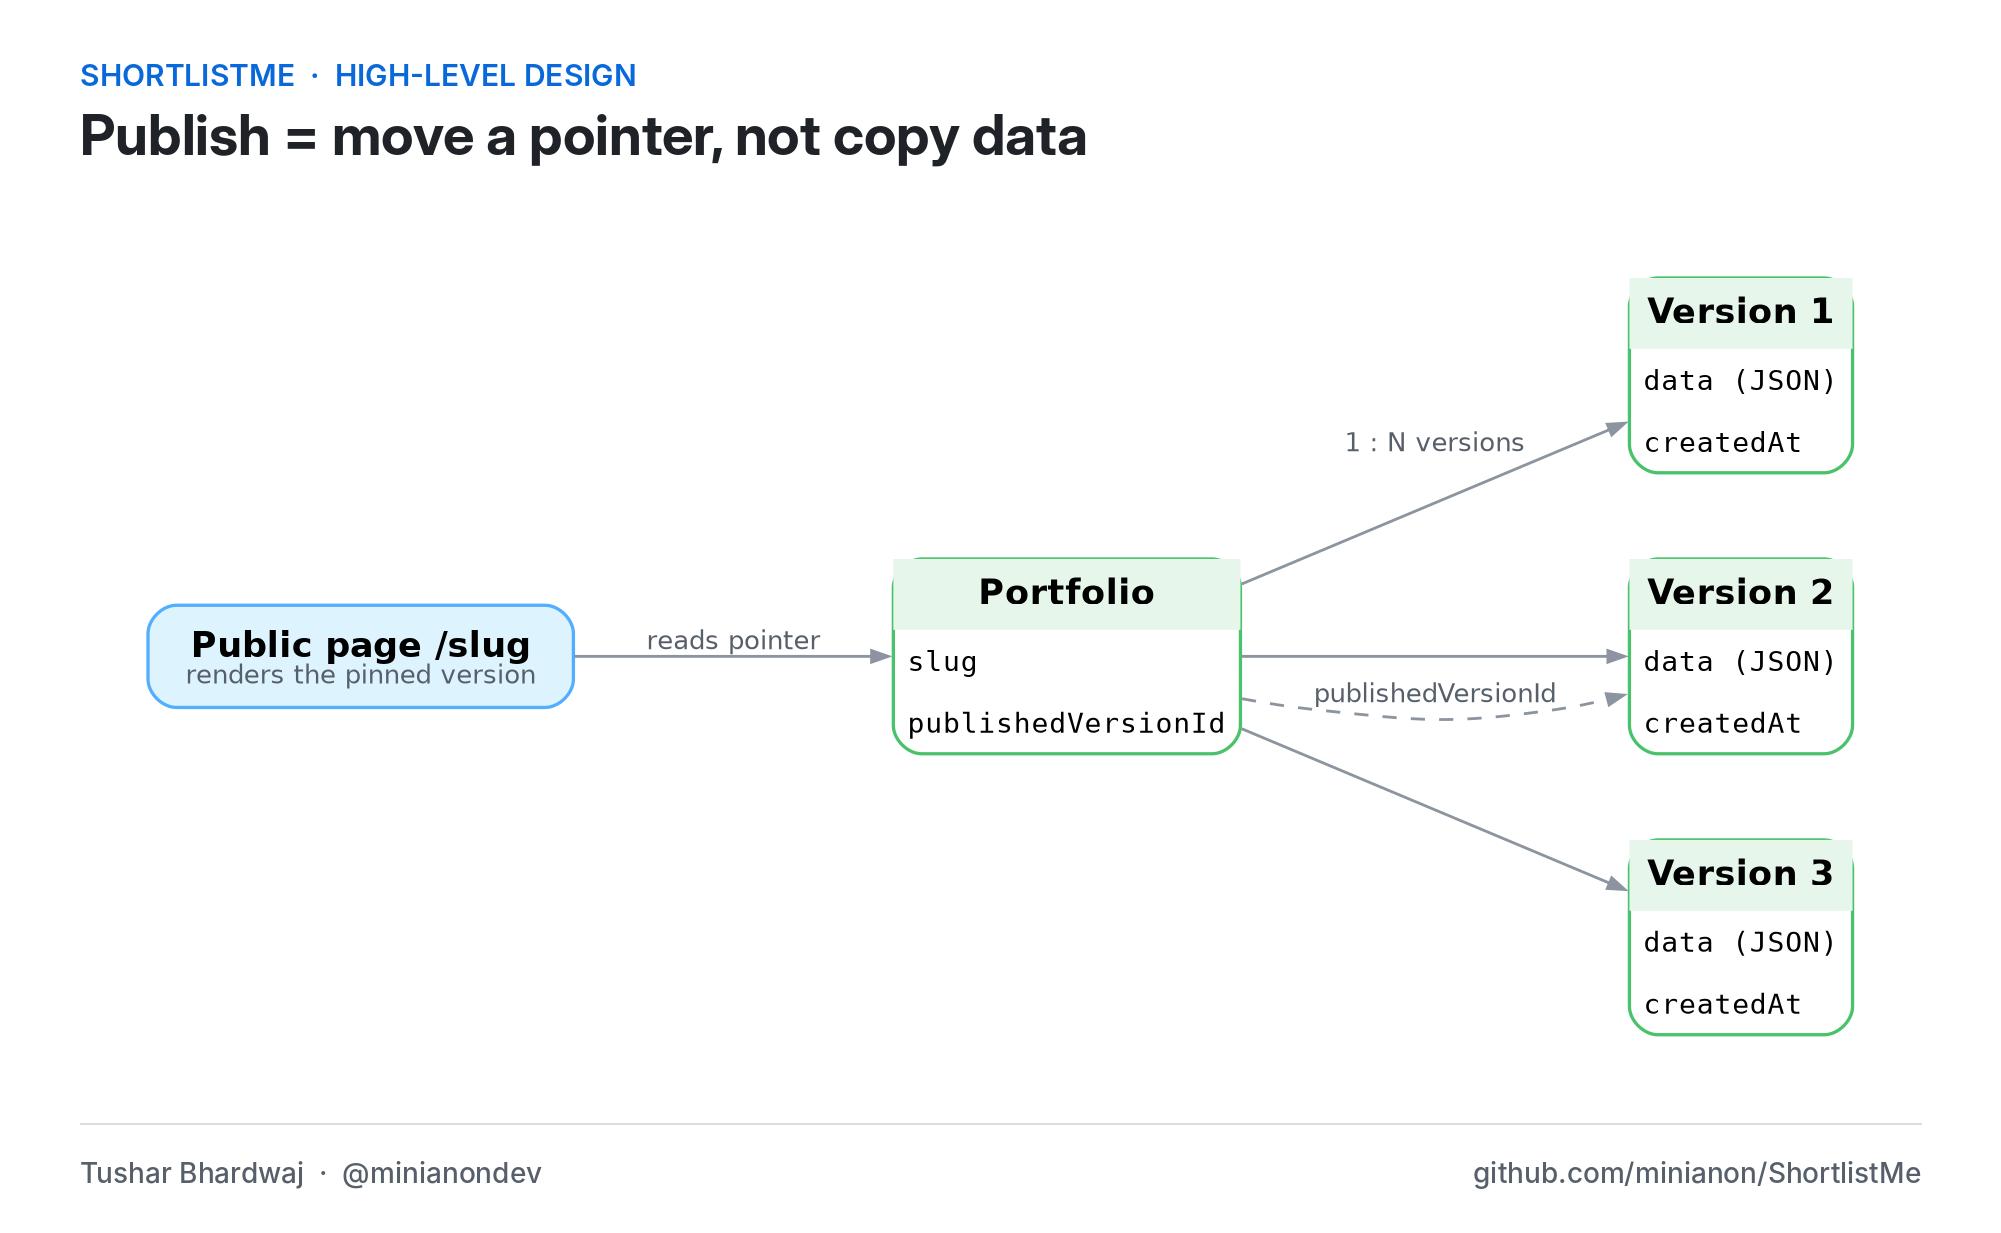 SHORTLISTME · HIGH-LEVEL DESIGN
Publish = move a pointer, not copy data
Public page /slug
renders the pinned version
reads pointer
Portfolio
slug
publishedVersionId
1 : N versions
publishedVersionId
Version 1
data (JSON)
createdAt
Version 2
data (JSON)
createdAt
Version 3
data (JSON)
createdAt
Tushar Bhardwaj · @minianondev
github.com/minianon/ShortlistMe